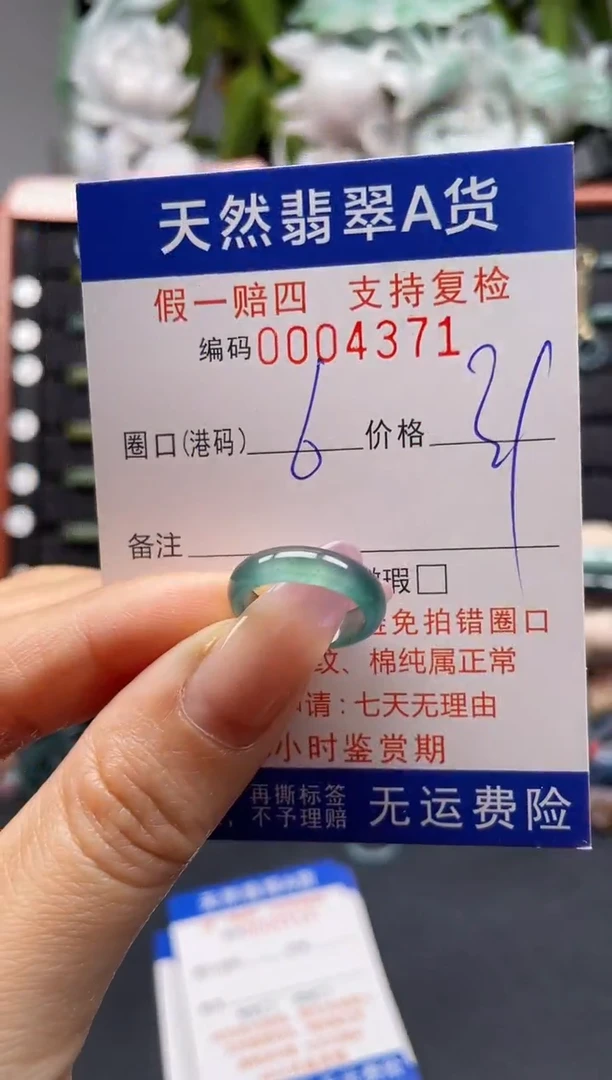 天然翡翠A货
假一赔四 支持复检
编码0004371
圈口(港码) 6 价格
备注
瑕□
免拍错圈口
纹、棉纯属正常
请:七天无理由
小时鉴赏期
再撕标签
不予理赔
无运费险